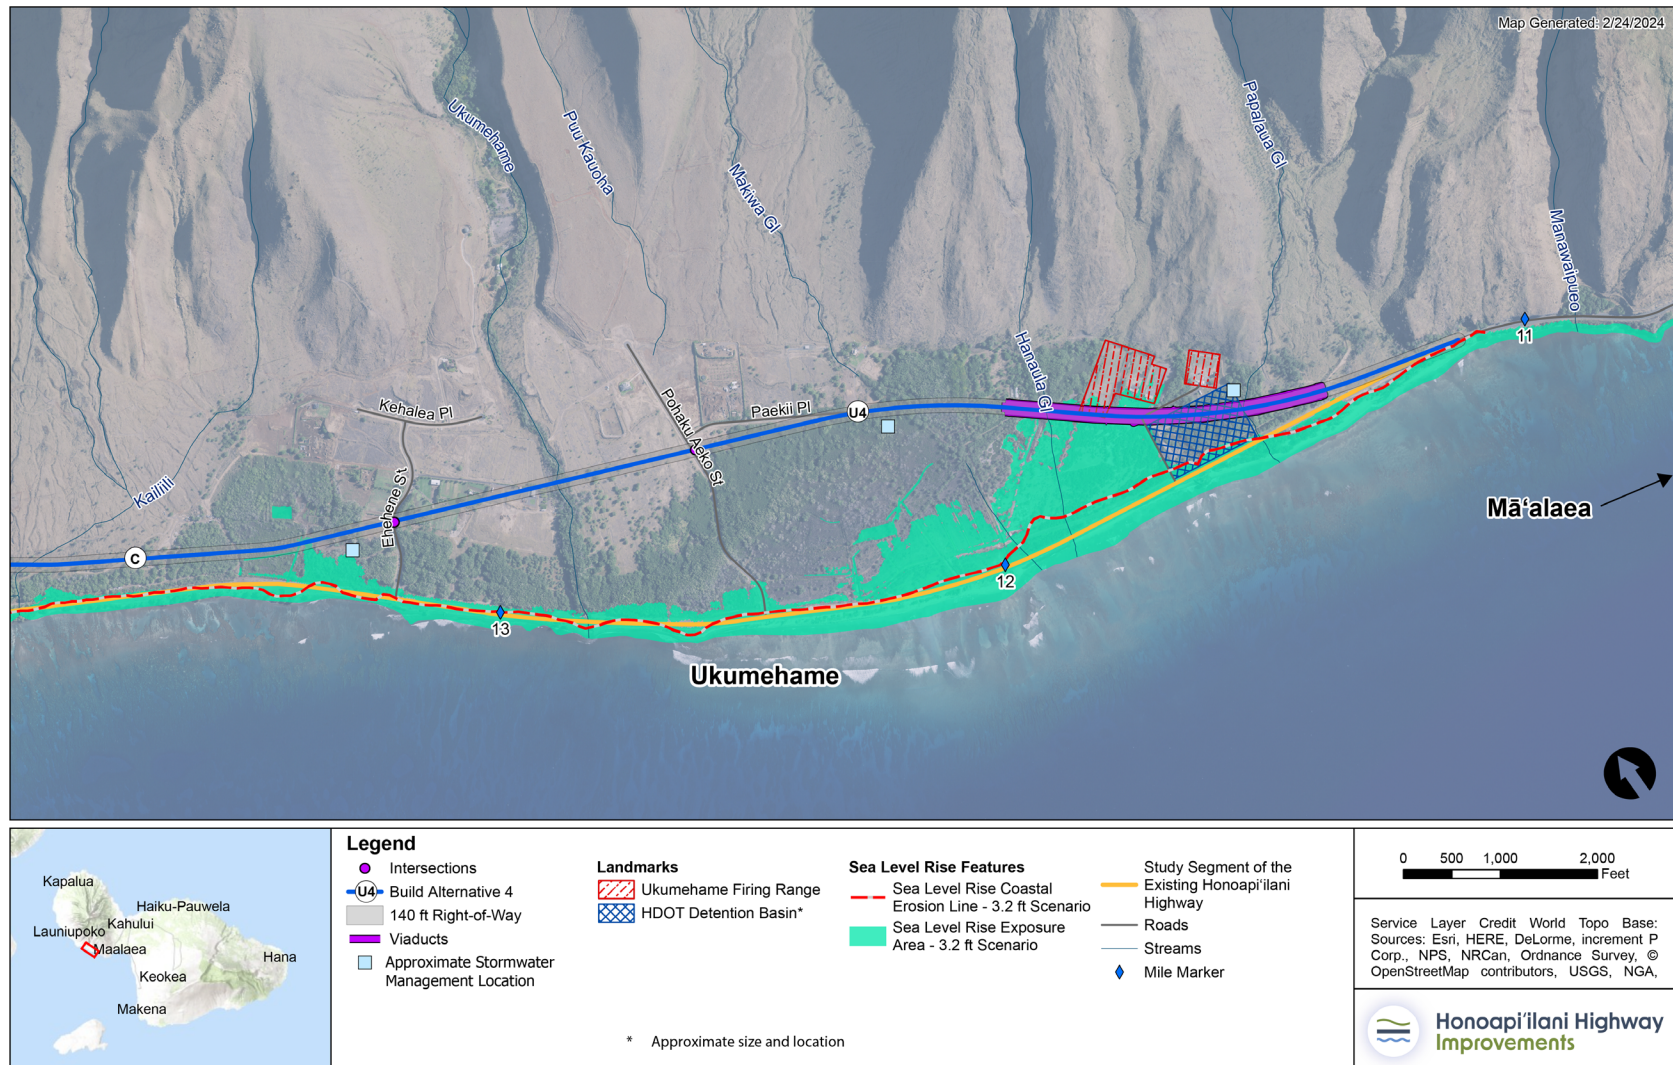 Map Generated: 2/24/2024
Ukumehame
Puu Kauoha
Makiwa Gl
Papalaua Gl
Manawaipueo
Hanaula Gl
11
Kehalea Pl
Pohaku Aeko St
Paekii Pl
U4
Kailiili
Ehehene St
C
Māʻalaea
12
13
Ukumehame
Kapalua
Haiku-Pauwela
Kahului
Launiupoko
Maalaea
Hana
Keokea
Makena
Legend
Intersections
U4 Build Alternative 4
140 ft Right-of-Way
Viaducts
Approximate Stormwater
Management Location
Landmarks
Ukumehame Firing Range
HDOT Detention Basin*
Sea Level Rise Features
Sea Level Rise Coastal
Erosion Line - 3.2 ft Scenario
Sea Level Rise Exposure
Area - 3.2 ft Scenario
Study Segment of the
Existing Honoapiʻilani
Highway
Roads
Streams
Mile Marker
* Approximate size and location
0 500 1,000 2,000
Feet
Service Layer Credit World Topo Base:
Sources: Esri, HERE, DeLorme, increment P
Corp., NPS, NRCan, Ordnance Survey, ©
OpenStreetMap contributors, USGS, NGA,
Honoapiʻilani Highway
Improvements